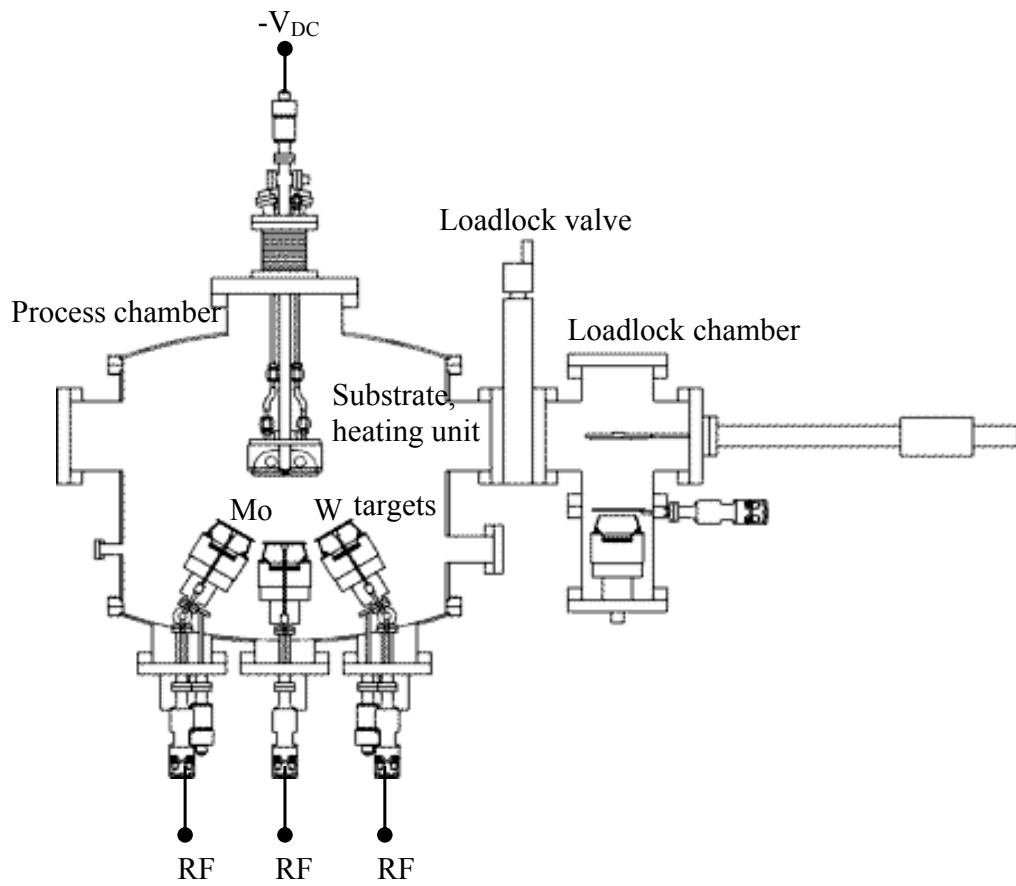 -V_DC
Loadlock valve
Process chamber
Loadlock chamber
Substrate,
heating unit
Mo W targets
RF RF RF